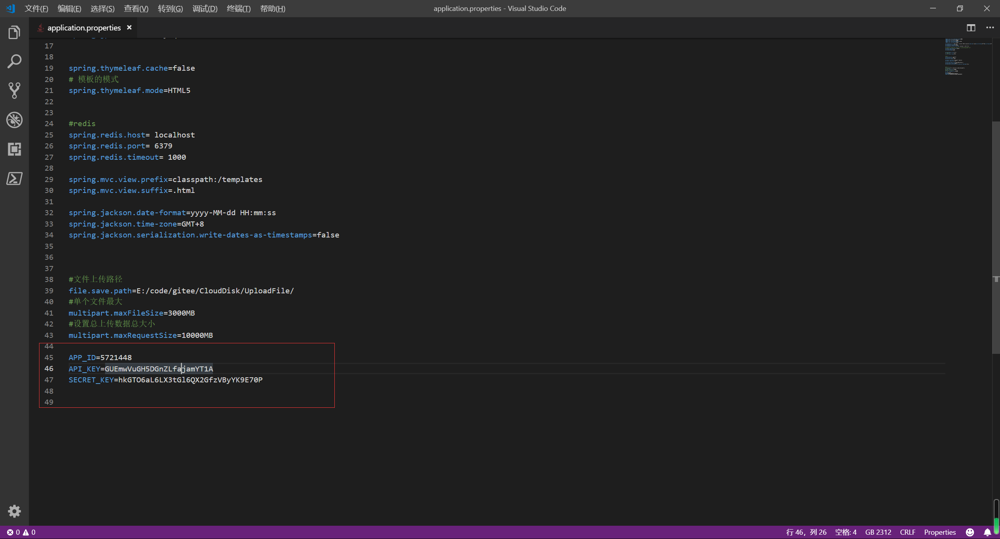 文件(F) 编辑(E) 选择(S) 查看(V) 转到(G) 调试(D) 终端(T) 帮助(H)
application.properties - Visual Studio Code
application.properties
17
18
19 spring.thymeleaf.cache=false
20 # 模板的模式
21 spring.thymeleaf.mode=HTML5
22
23
24 #redis
25 spring.redis.host= localhost
26 spring.redis.port= 6379
27 spring.redis.timeout= 1000
28
29 spring.mvc.view.prefix=classpath:/templates
30 spring.mvc.view.suffix=.html
31
32 spring.jackson.date-format=yyyy-MM-dd HH:mm:ss
33 spring.jackson.time-zone=GMT+8
34 spring.jackson.serialization.write-dates-as-timestamps=false
35
36
37
38 #文件上传路径
39 file.save.path=E:/code/gitee/CloudDisk/UploadFile/
40 #单个文件最大
41 multipart.maxFileSize=3000MB
42 #设置总上传数据总大小
43 multipart.maxRequestSize=10000MB
44
45 APP_ID=5721448
46 API_KEY=GUEmwVuGH5DGnZLfajamYT1A
47 SECRET_KEY=hkGTO6aL6LX3tGl6QX2GfzVByYK9E70P
48
49
0 0
行 46，列 26 空格: 4 GB 2312 CRLF Properties